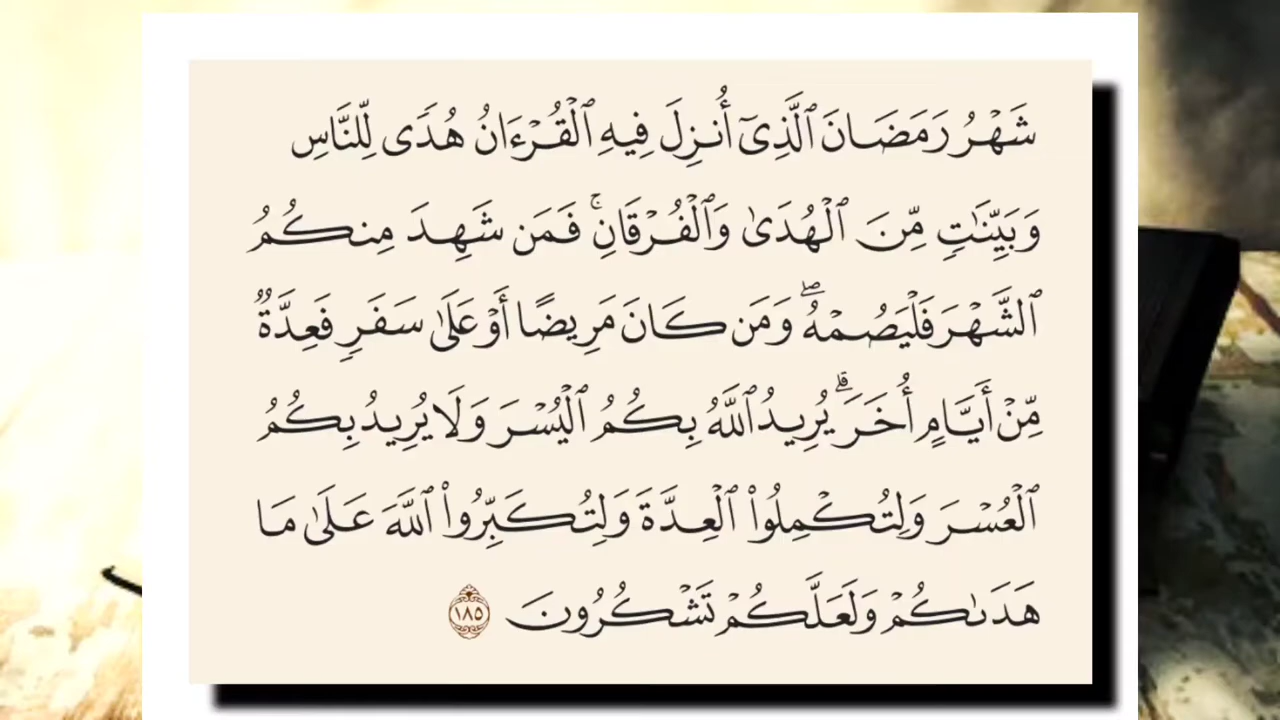 شَهْرُ رَمَضَانَ ٱلَّذِىٓ أُنزِلَ فِيهِ ٱلْقُرْءَانُ هُدًى لِّلنَّاسِ
وَبَيِّنَٰتٍ مِّنَ ٱلْهُدَىٰ وَٱلْفُرْقَانِ ۚ فَمَن شَهِدَ مِنكُمُ
ٱلشَّهْرَ فَلْيَصُمْهُ ۖ وَمَن كَانَ مَرِيضًا أَوْ عَلَىٰ سَفَرٍ فَعِدَّةٌ
مِّنْ أَيَّامٍ أُخَرَ ۗ يُرِيدُ ٱللَّهُ بِكُمُ ٱلْيُسْرَ وَلَا يُرِيدُ بِكُمُ
ٱلْعُسْرَ وَلِتُكْمِلُوا۟ ٱلْعِدَّةَ وَلِتُكَبِّرُوا۟ ٱللَّهَ عَلَىٰ مَا
هَدَىٰكُمْ وَلَعَلَّكُمْ تَشْكُرُونَ ١٨٥